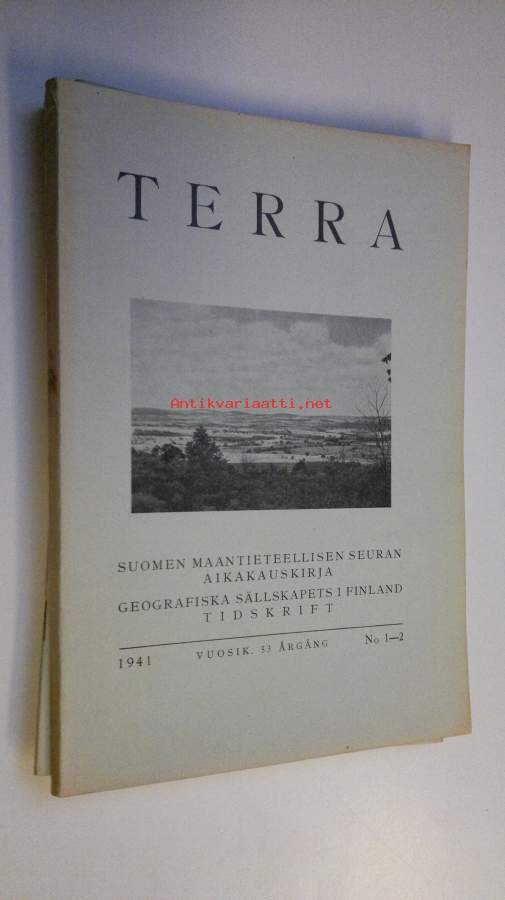 TERRA
Antikvariaatti.net
SUOMEN MAANTIETEELLISEN SEURAN
AIKAKAUSKIRJA
GEOGRAFISKA SÄLLSKAPETS I FINLAND
TIDSKRIFT
1941 VUOSIK. 53 ÅRGÅNG No 1—2